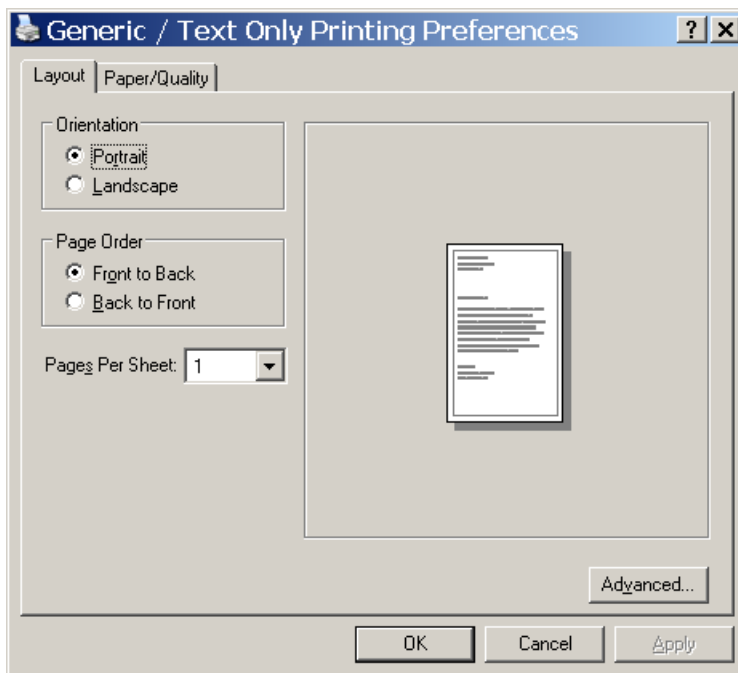 Generic / Text Only Printing Preferences
Layout
Paper/Quality
Orientation
Portrait
Landscape
Page Order
Front to Back
Back to Front
Pages Per Sheet: 1
Advanced...
OK
Cancel
Apply